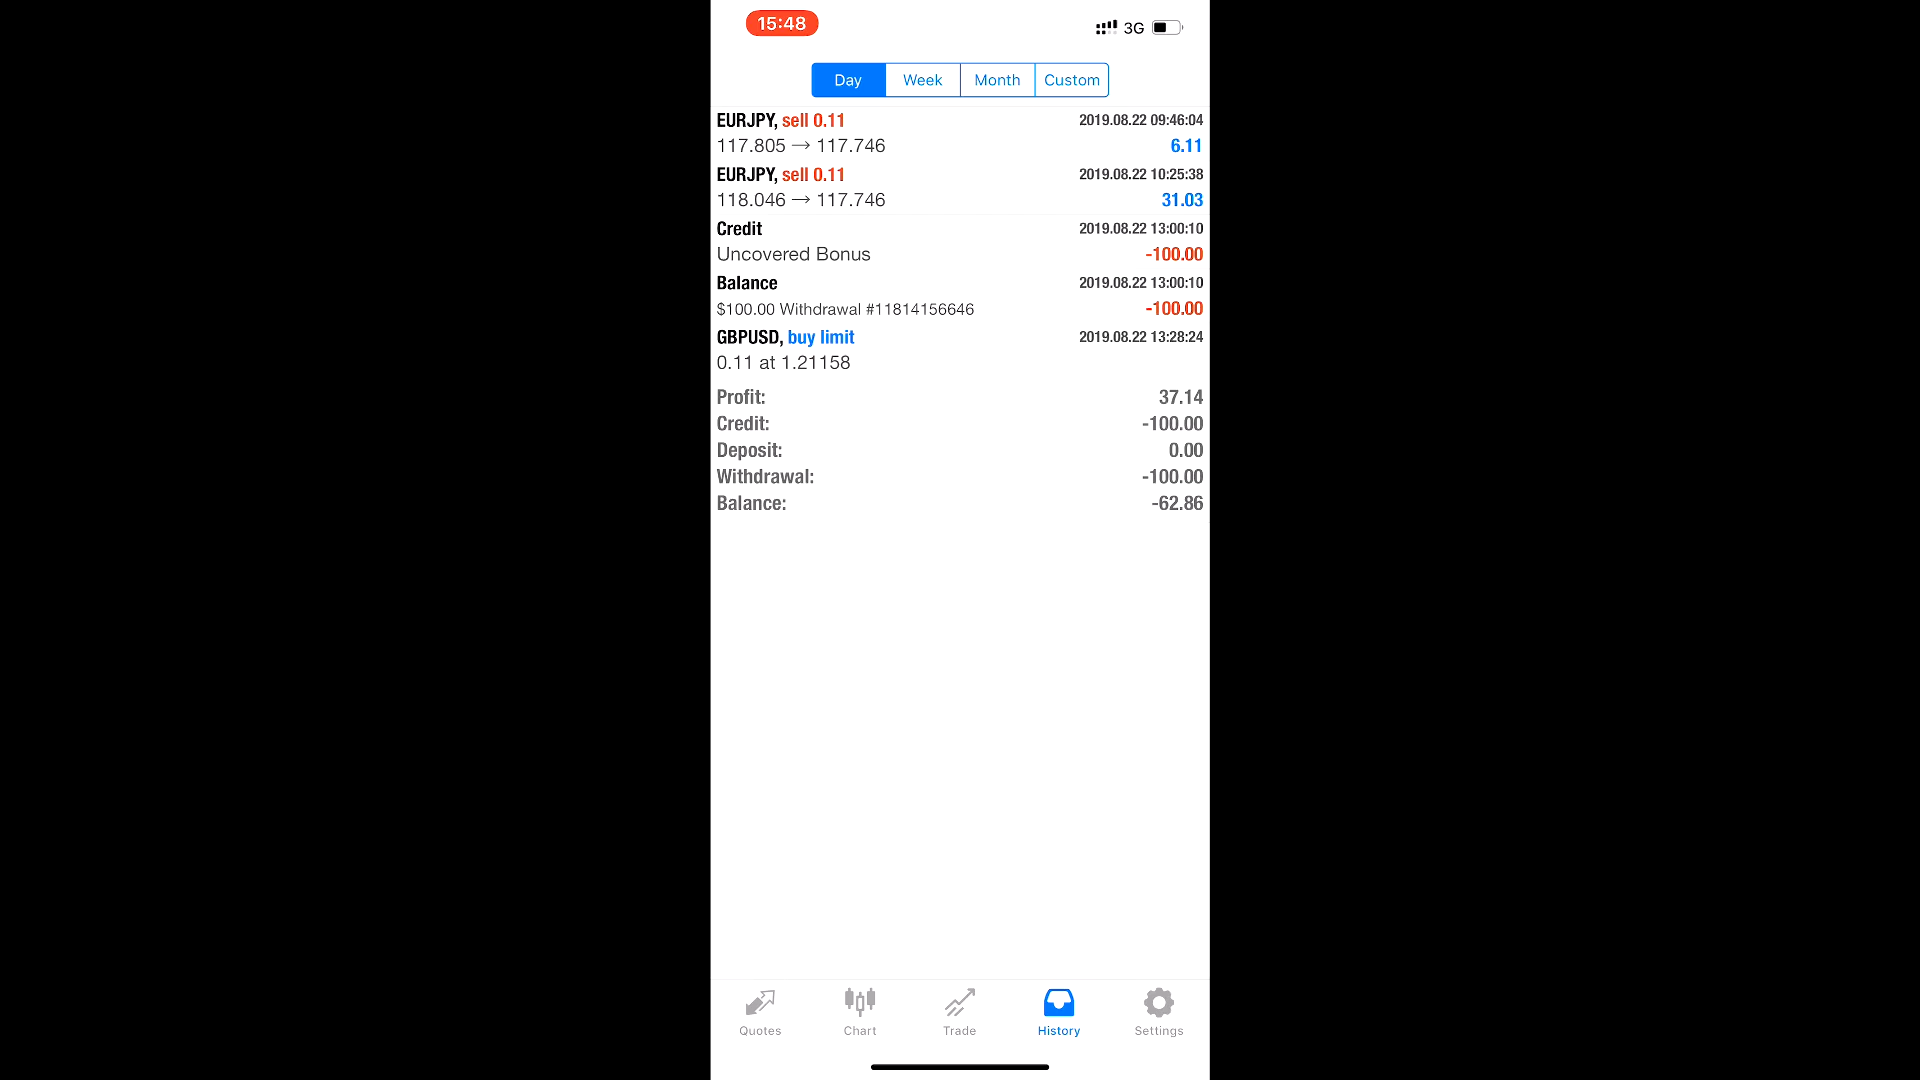 15:48
3G
Day Week Month Custom
EURJPY, sell 0.11 2019.08.22 09:46:04
117.805 → 117.746 6.11
EURJPY, sell 0.11 2019.08.22 10:25:38
118.046 → 117.746 31.03
Credit 2019.08.22 13:00:10
Uncovered Bonus -100.00
Balance 2019.08.22 13:00:10
$100.00 Withdrawal #11814156646 -100.00
GBPUSD, buy limit 2019.08.22 13:28:24
0.11 at 1.21158
Profit: 37.14
Credit: -100.00
Deposit: 0.00
Withdrawal: -100.00
Balance: -62.86
Quotes Chart Trade History Settings